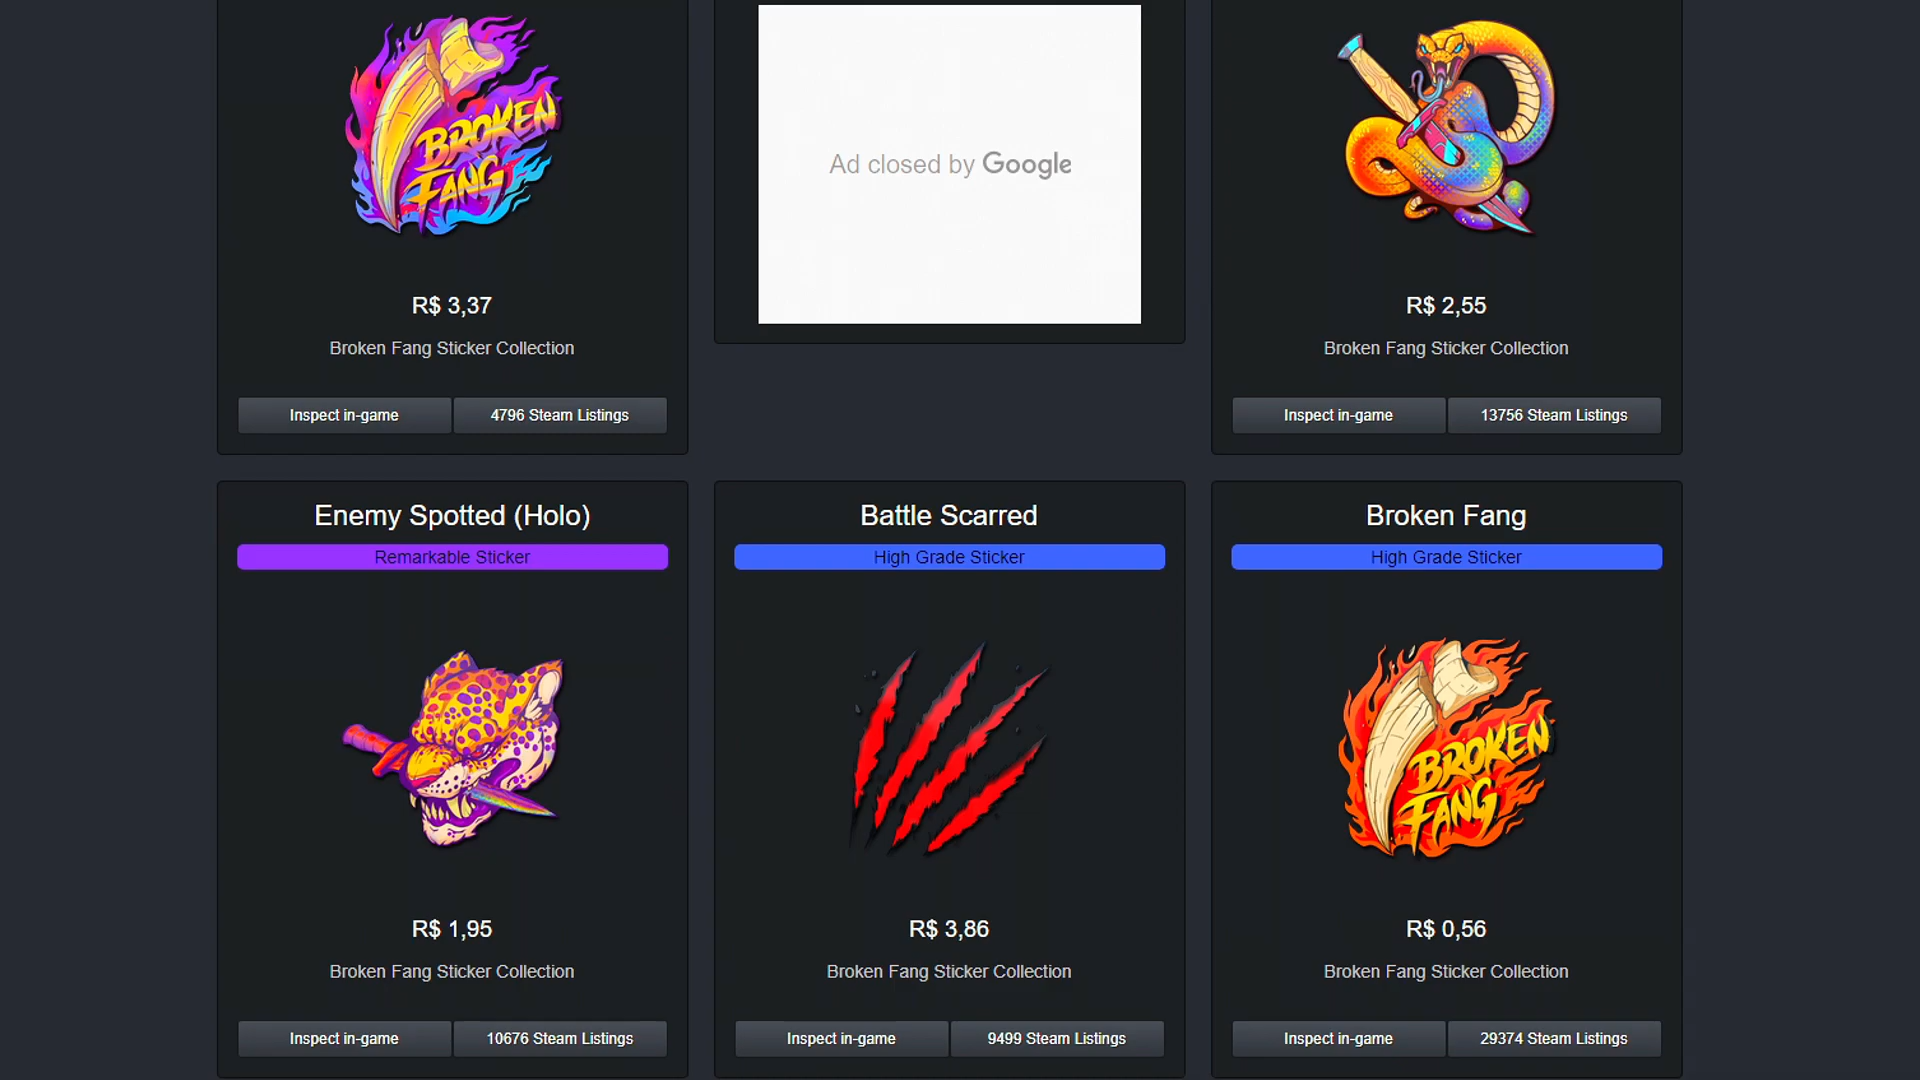 BROKEN
FANG
R$ 3,37
Broken Fang Sticker Collection
Inspect in-game
4796 Steam Listings
Ad closed by Google
R$ 2,55
Broken Fang Sticker Collection
Inspect in-game
13756 Steam Listings
Enemy Spotted (Holo)
Remarkable Sticker
R$ 1,95
Broken Fang Sticker Collection
Inspect in-game
10676 Steam Listings
Battle Scarred
High Grade Sticker
R$ 3,86
Broken Fang Sticker Collection
Inspect in-game
9499 Steam Listings
Broken Fang
High Grade Sticker
BROKEN
FANG
R$ 0,56
Broken Fang Sticker Collection
Inspect in-game
29374 Steam Listings